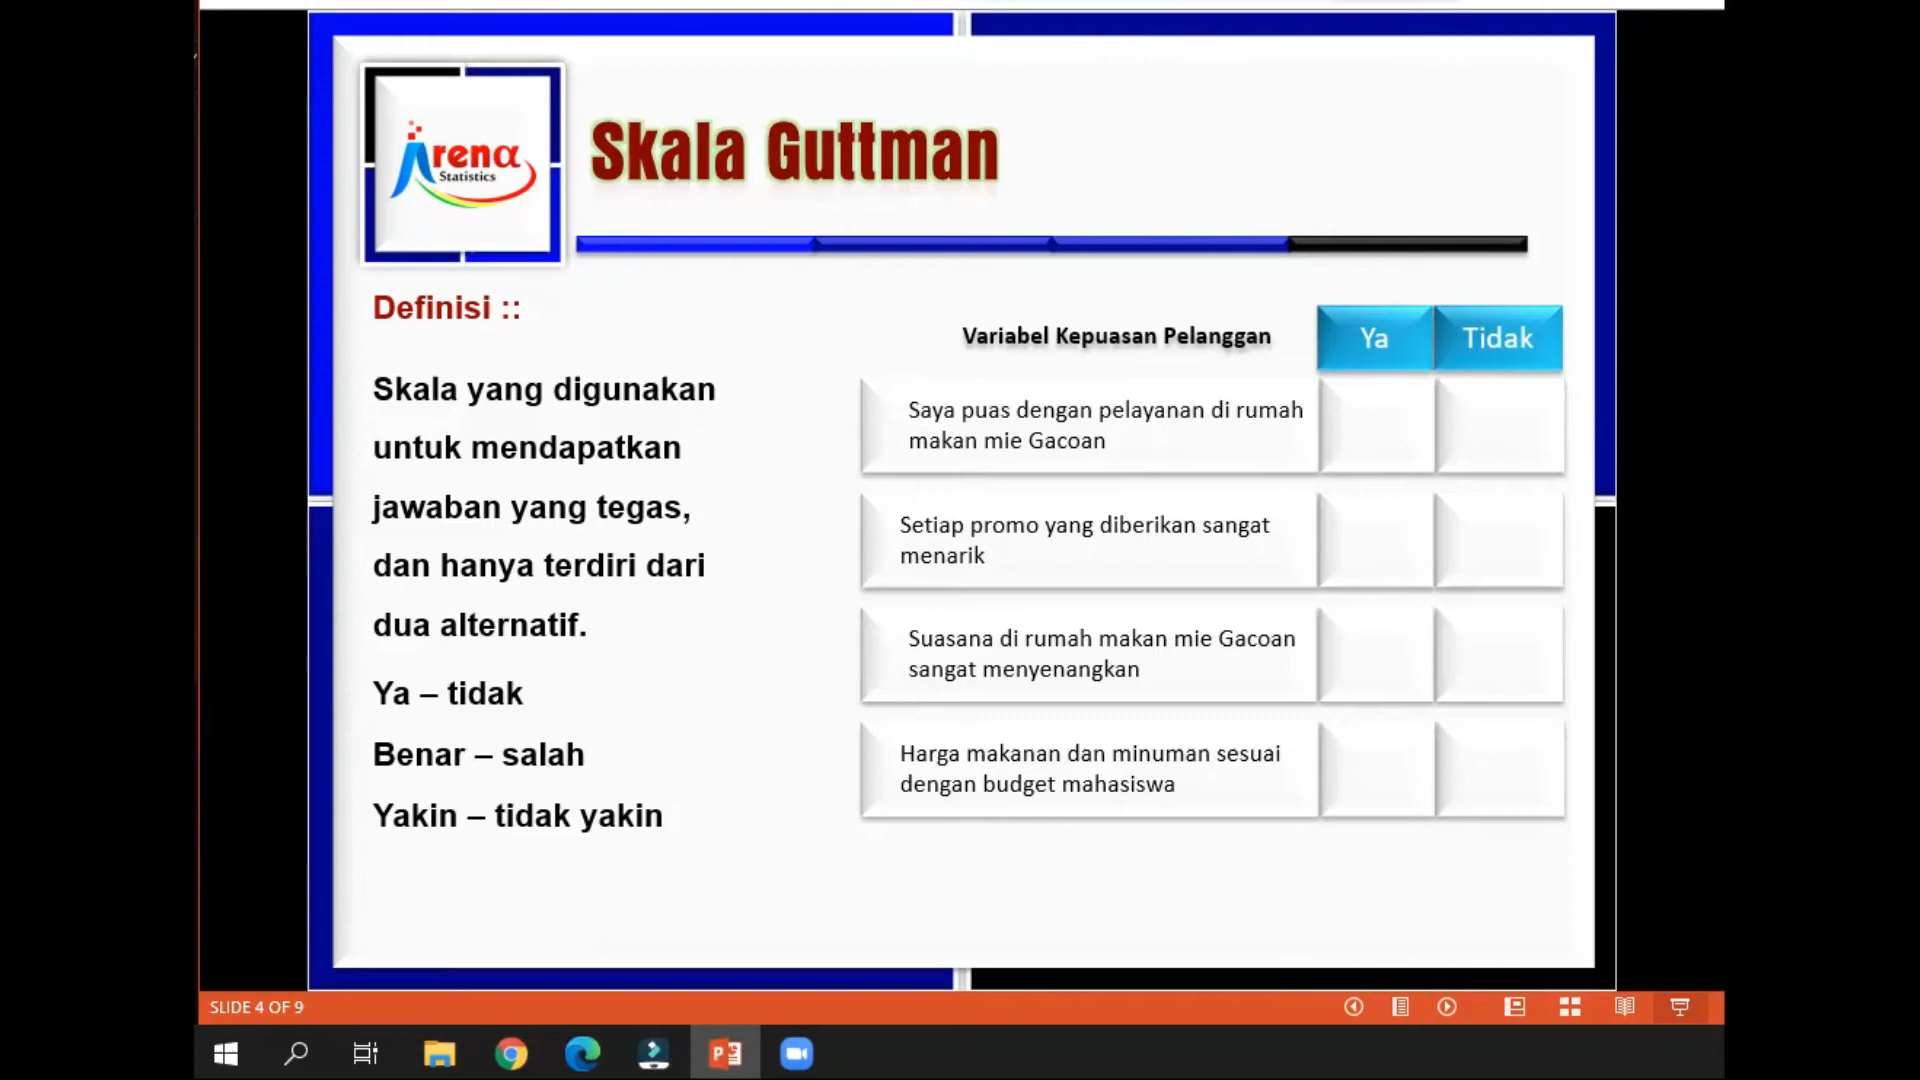 Arena
Statistics
Skala Guttman
Definisi ::
Skala yang digunakan
untuk mendapatkan
jawaban yang tegas,
dan hanya terdiri dari
dua alternatif.
Ya – tidak
Benar – salah
Yakin – tidak yakin
Variabel Kepuasan Pelanggan
Ya
Tidak
Saya puas dengan pelayanan di rumah
makan mie Gacoan
Setiap promo yang diberikan sangat
menarik
Suasana di rumah makan mie Gacoan
sangat menyenangkan
Harga makanan dan minuman sesuai
dengan budget mahasiswa
SLIDE 4 OF 9